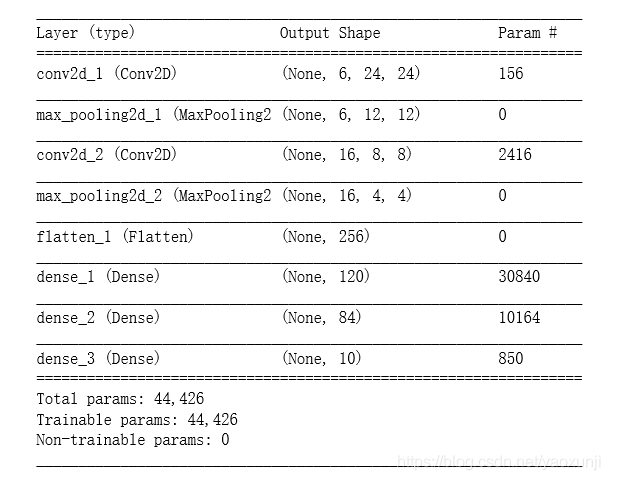 Layer (type) Output Shape Param #
conv2d_1 (Conv2D) (None, 6, 24, 24) 156
max_pooling2d_1 (MaxPooling2 (None, 6, 12, 12) 0
conv2d_2 (Conv2D) (None, 16, 8, 8) 2416
max_pooling2d_2 (MaxPooling2 (None, 16, 4, 4) 0
flatten_1 (Flatten) (None, 256) 0
dense_1 (Dense) (None, 120) 30840
dense_2 (Dense) (None, 84) 10164
dense_3 (Dense) (None, 10) 850
Total params: 44,426
Trainable params: 44,426
Non-trainable params: 0
https://blog.csdn.net/yaoxunji